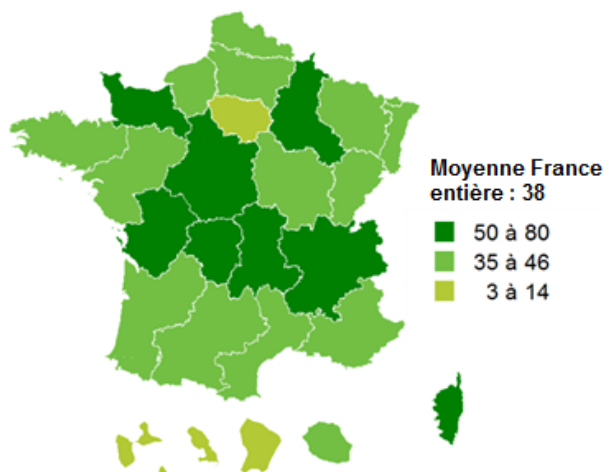 Moyenne France
entière : 38
50 à 80
35 à 46
3 à 14